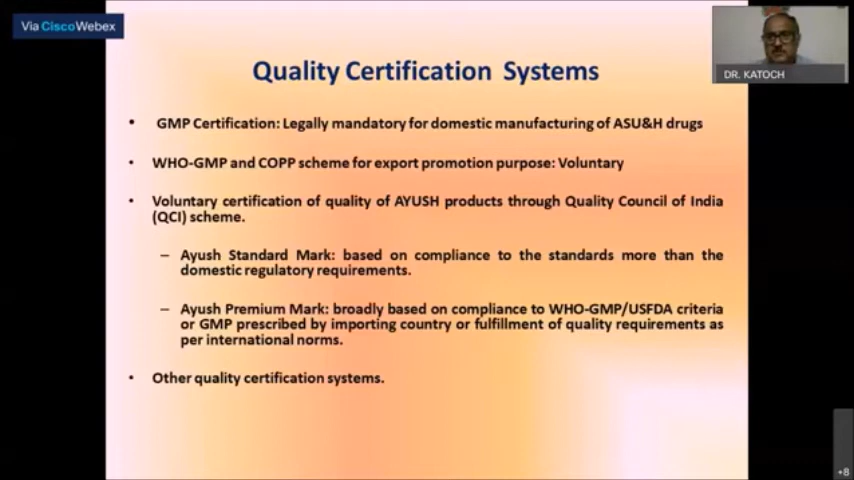 Via Cisco Webex
DR. KATOCH
Quality Certification Systems
• GMP Certification: Legally mandatory for domestic manufacturing of ASU&H drugs
• WHO-GMP and COPP scheme for export promotion purpose: Voluntary
• Voluntary certification of quality of AYUSH products through Quality Council of India
(QCI) scheme.
– Ayush Standard Mark: based on compliance to the standards more than the
domestic regulatory requirements.
– Ayush Premium Mark: broadly based on compliance to WHO-GMP/USFDA criteria
or GMP prescribed by importing country or fulfillment of quality requirements as
per international norms.
• Other quality certification systems.
+8